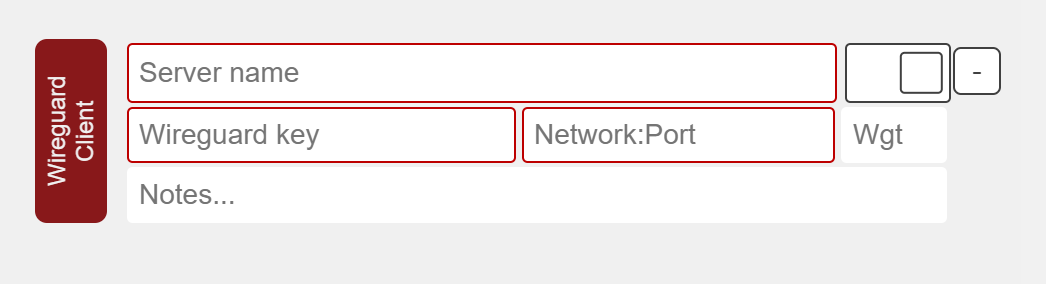 Wireguard
Client
Server name
-
Wireguard key
Network:Port
Wgt
Notes...